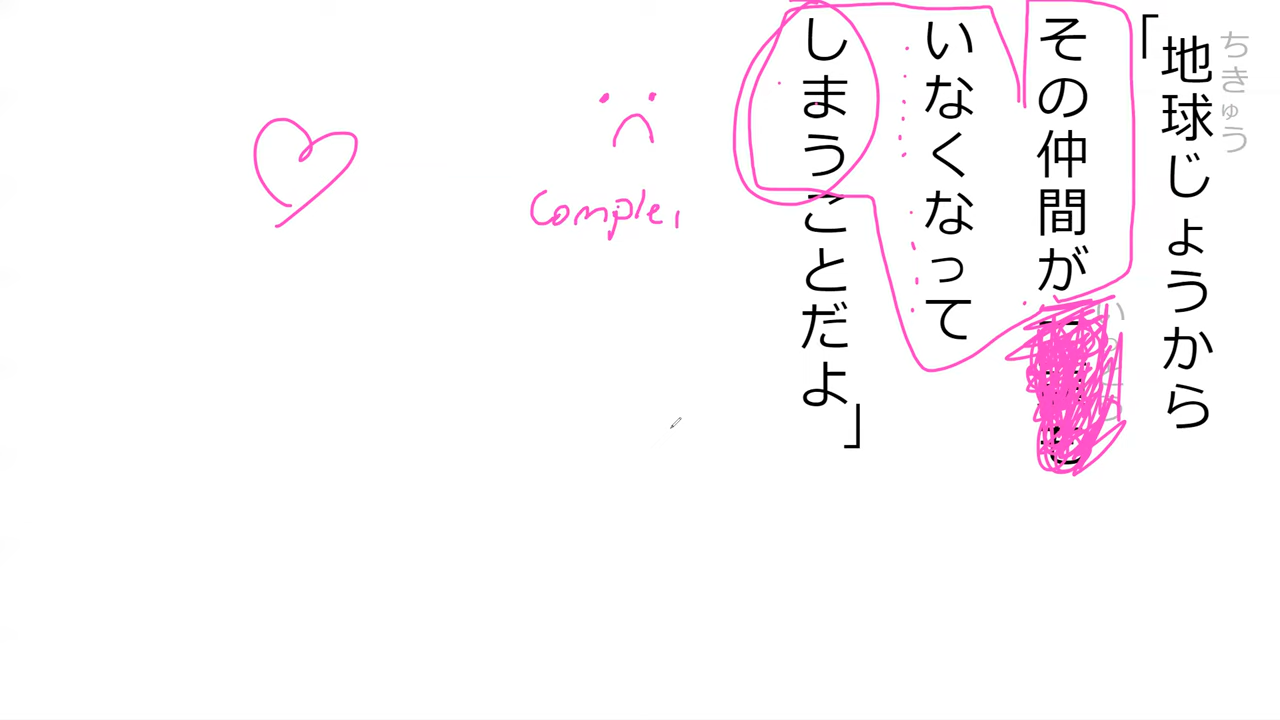 「地球じょうから
ちきゅう
その仲間が
いなくなって
しまうことだよ」